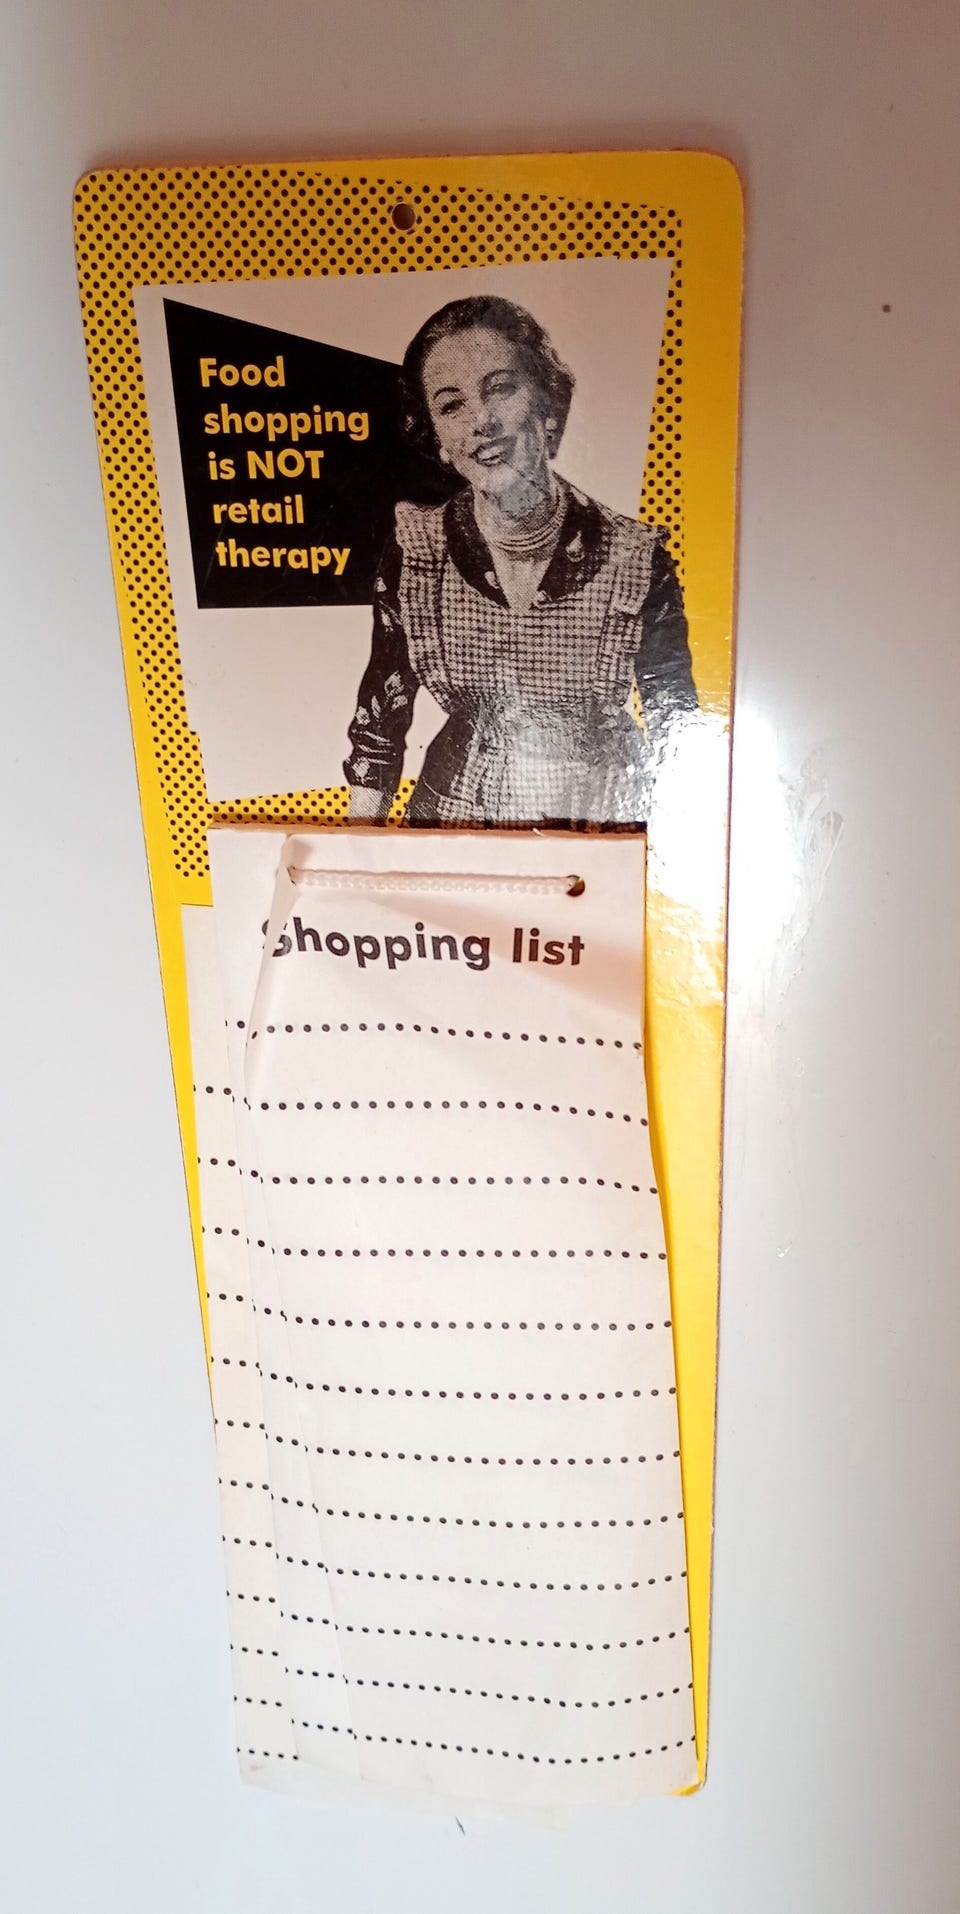 Food
shopping
is NOT
retail
therapy
Shopping list